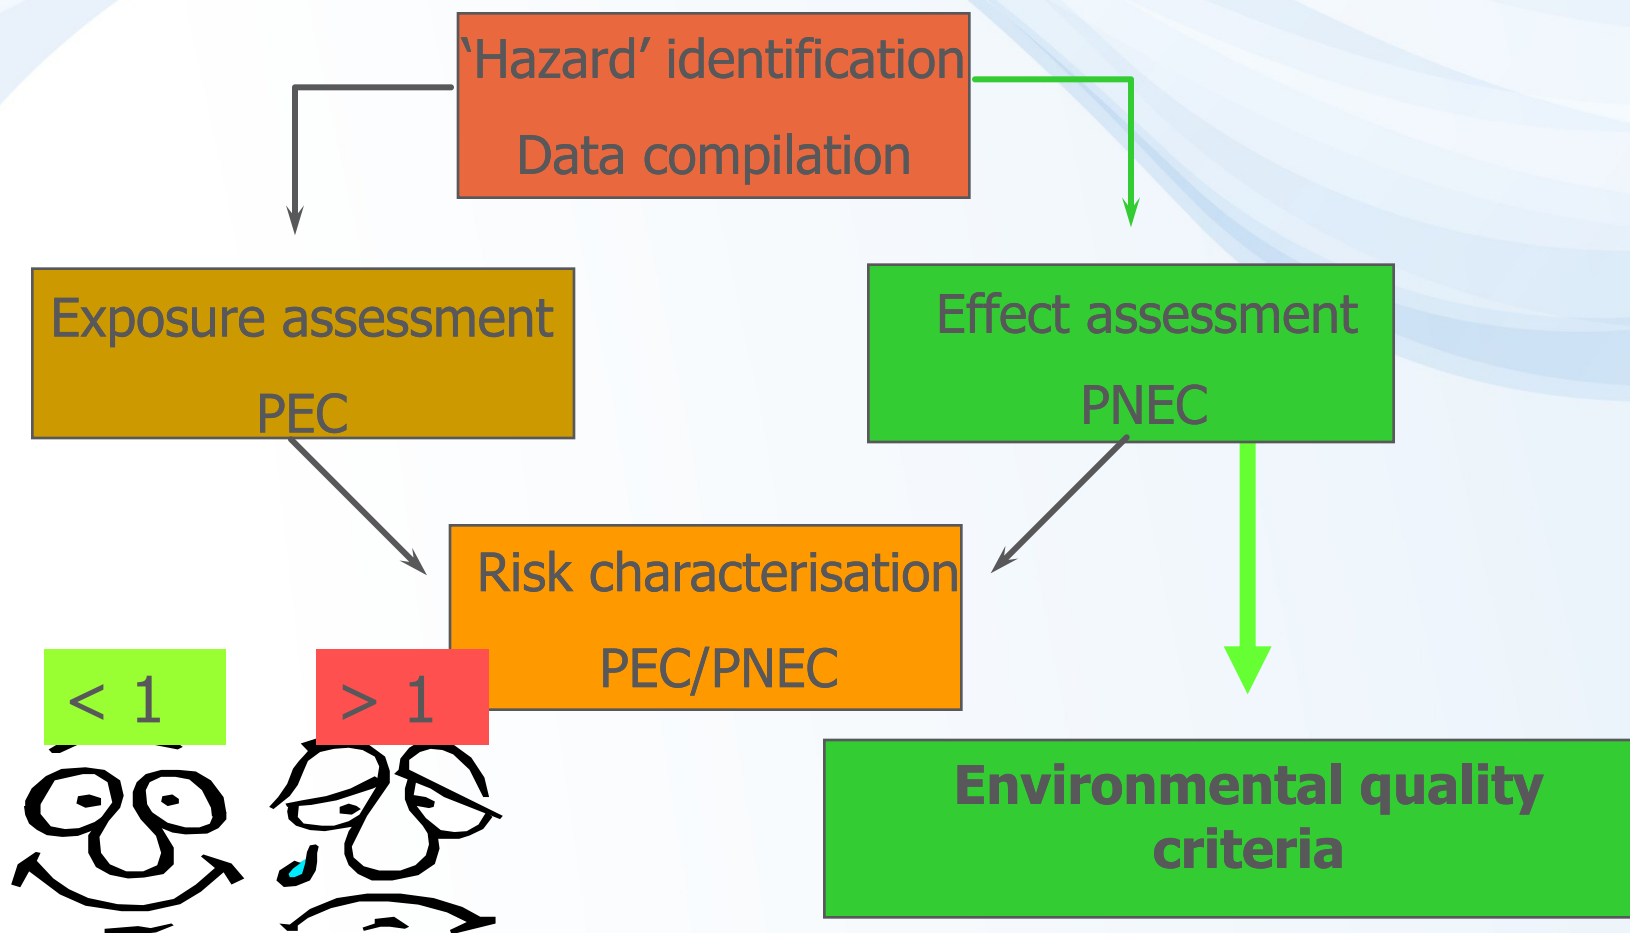 ‘Hazard’ identification
Data compilation
Exposure assessment
PEC
Effect assessment
PNEC
Risk characterisation
PEC/PNEC
< 1
> 1
Environmental quality
criteria